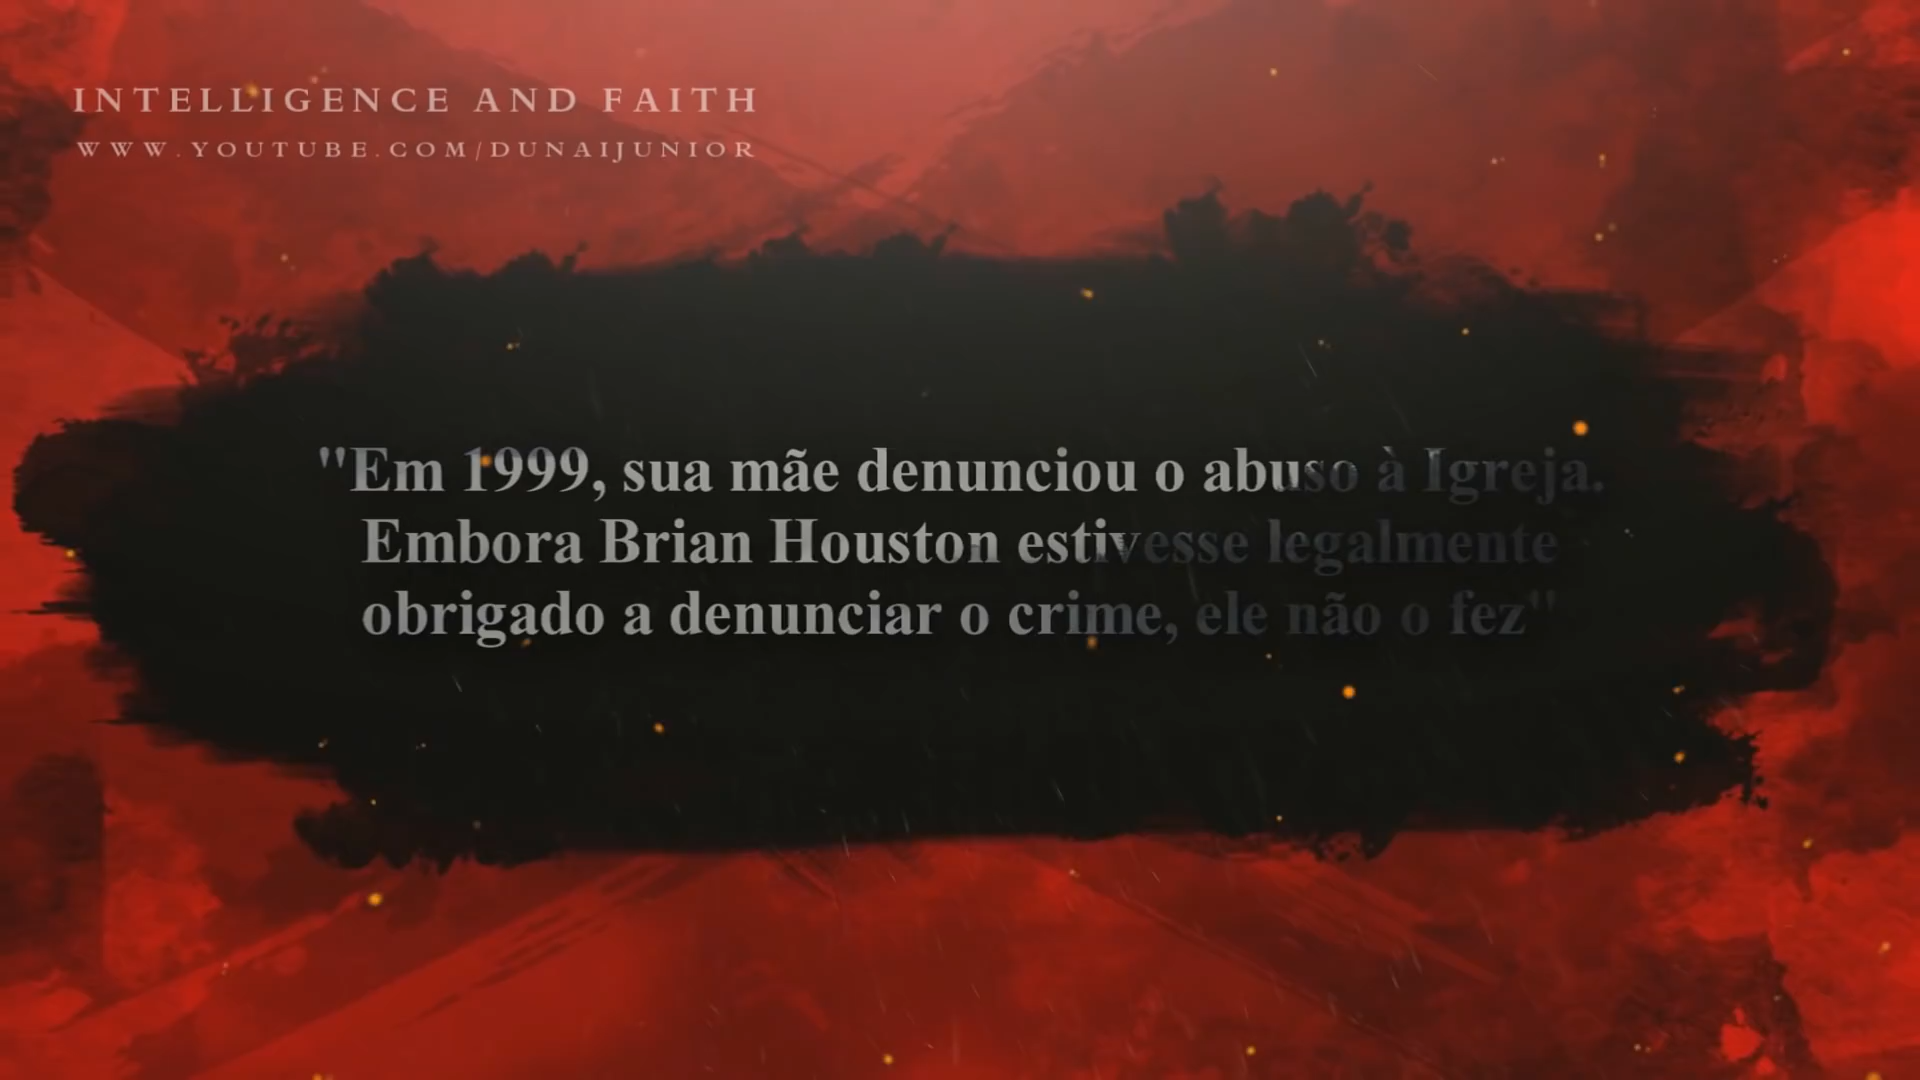 INTELLIGENCE AND FAITH
WWW.YOUTUBE.COM/DUNAIJUNIOR
"Em 1999, sua mãe denunciou o abuso à Igreja.
Embora Brian Houston estivesse legalmente
obrigado a denunciar o crime, ele não o fez"